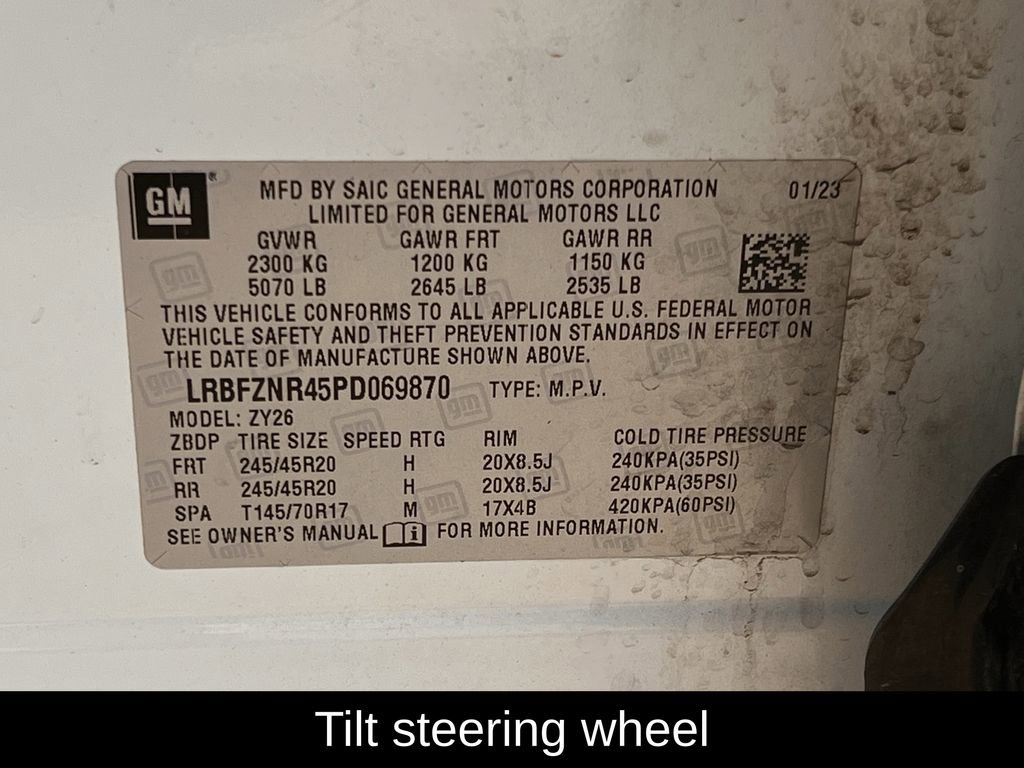 GM ®
MFD BY SAIC GENERAL MOTORS CORPORATION 01/23
LIMITED FOR GENERAL MOTORS LLC
GVWR GAWR FRT GAWR RR
2300 KG 1200 KG 1150 KG
5070 LB 2645 LB 2535 LB
THIS VEHICLE CONFORMS TO ALL APPLICABLE U.S. FEDERAL MOTOR
VEHICLE SAFETY AND THEFT PREVENTION STANDARDS IN EFFECT ON
THE DATE OF MANUFACTURE SHOWN ABOVE.
LRBFZNR45PD069870 TYPE: M.P.V.
MODEL: ZY26
ZBDP TIRE SIZE SPEED RTG RIM COLD TIRE PRESSURE
FRT 245/45R20 H 20X8.5J 240KPA(35PSI)
RR 245/45R20 H 20X8.5J 240KPA(35PSI)
SPA T145/70R17 M 17X4B 420KPA(60PSI)
SEE OWNER'S MANUAL i FOR MORE INFORMATION.
Tilt steering wheel